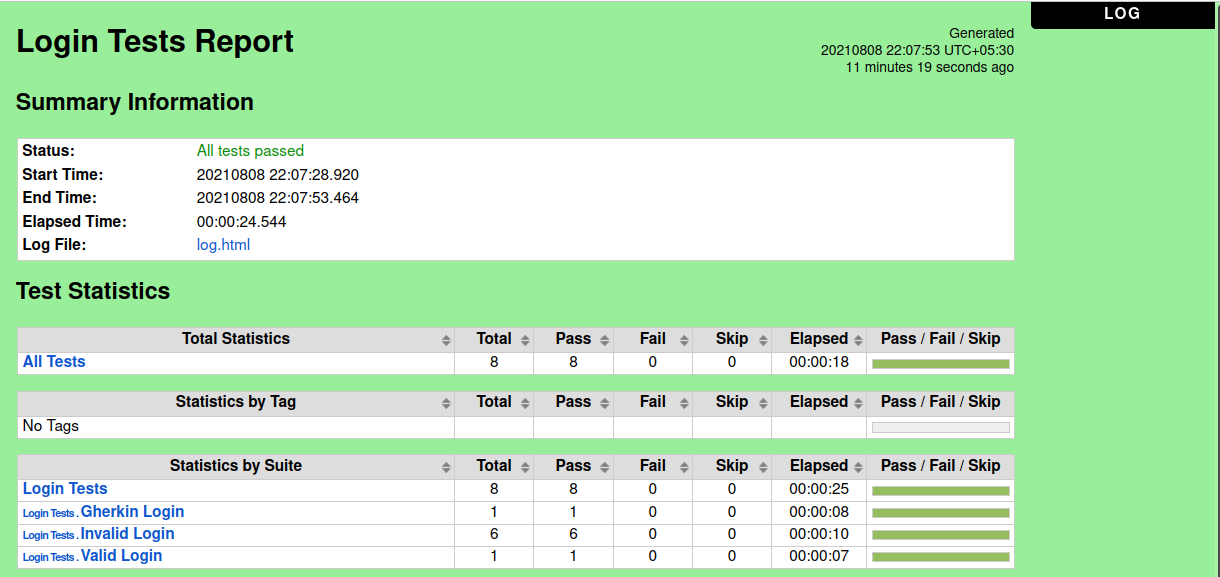 LOG
Login Tests Report
Generated
20210808 22:07:53 UTC+05:30
11 minutes 19 seconds ago
Summary Information
Status: All tests passed
Start Time: 20210808 22:07:28.920
End Time: 20210808 22:07:53.464
Elapsed Time: 00:00:24.544
Log File: log.html
Test Statistics
Total Statistics Total Pass Fail Skip Elapsed Pass / Fail / Skip
All Tests 8 8 0 0 00:00:18
Statistics by Tag Total Pass Fail Skip Elapsed Pass / Fail / Skip
No Tags
Statistics by Suite Total Pass Fail Skip Elapsed Pass / Fail / Skip
Login Tests 8 8 0 0 00:00:25
Login Tests . Gherkin Login 1 1 0 0 00:00:08
Login Tests . Invalid Login 6 6 0 0 00:00:10
Login Tests . Valid Login 1 1 0 0 00:00:07